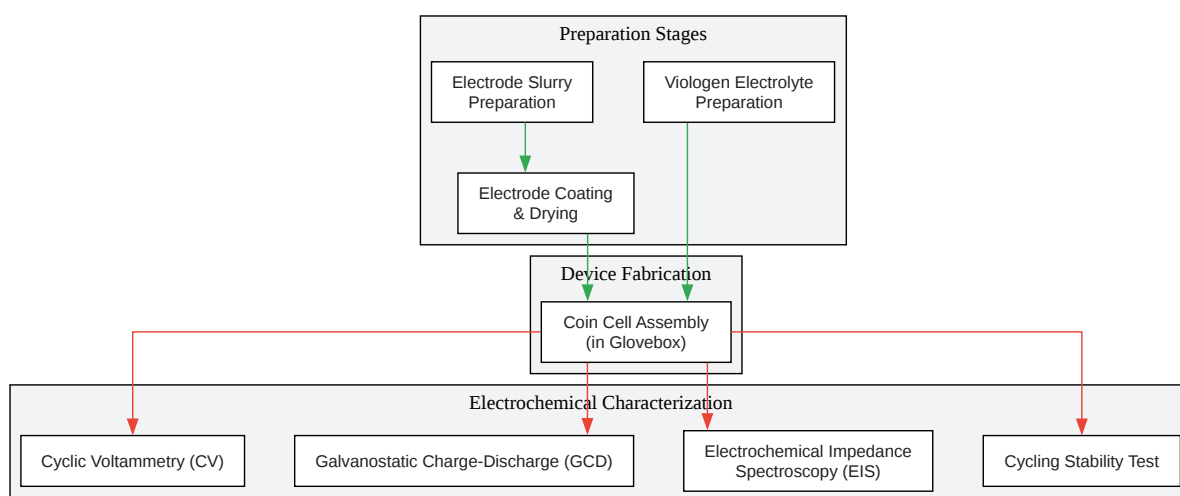 Preparation Stages
Electrode Slurry
Preparation
Viologen Electrolyte
Preparation
Electrode Coating
& Drying
Device Fabrication
Coin Cell Assembly
(in Glovebox)
Electrochemical Characterization
Cyclic Voltammetry (CV)
Galvanostatic Charge-Discharge (GCD)
Electrochemical Impedance
Spectroscopy (EIS)
Cycling Stability Test